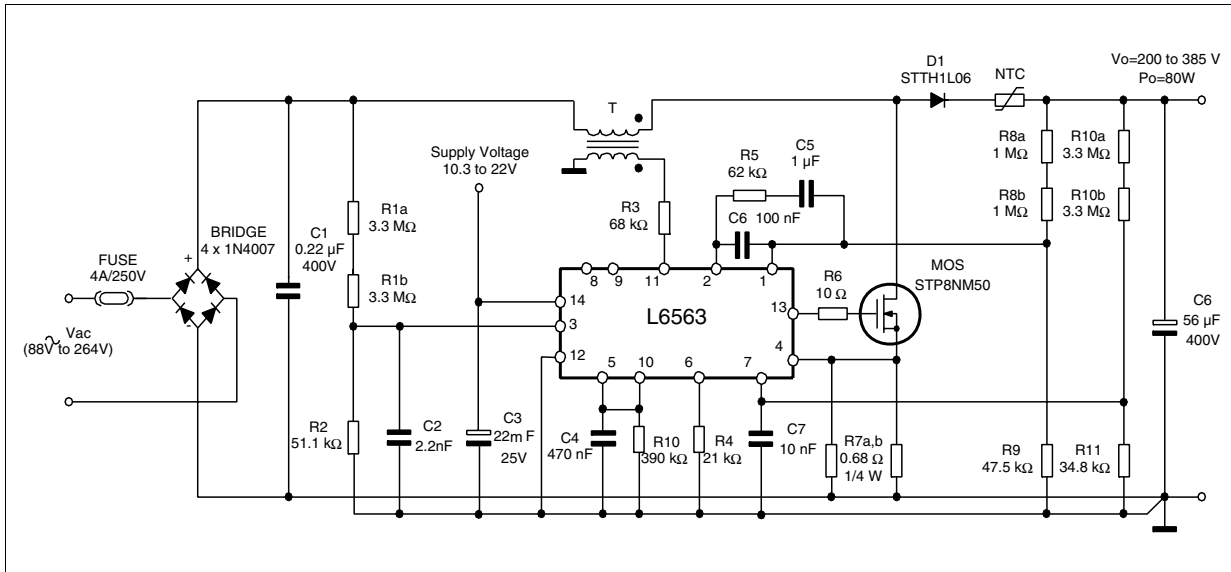 D1
STTH1L06
NTC
Vo=200 to 385 V
Po=80W
T
Supply Voltage
10.3 to 22V
R5
62 kΩ
C5
1 µF
R8a
1 MΩ
R10a
3.3 MΩ
R8b
1 MΩ
R10b
3.3 MΩ
R1a
3.3 MΩ
R3
68 kΩ
C6
100 nF
BRIDGE
4 x 1N4007
FUSE
4A/250V
+
-
C1
0.22 µF
400V
R1b
3.3 MΩ
8
9
11
2
1
MOS
STP8NM50
R6
10 Ω
14
3
12
L6563
13
4
5
10
6
7
C6
56 µF
400V
Vac
(88V to 264V)
R2
51.1 kΩ
C2
2.2nF
C3
22m F
25V
C4
470 nF
R10
390 kΩ
R4
21 kΩ
C7
10 nF
R7a,b
0.68 Ω
1/4 W
R9
47.5 kΩ
R11
34.8 kΩ